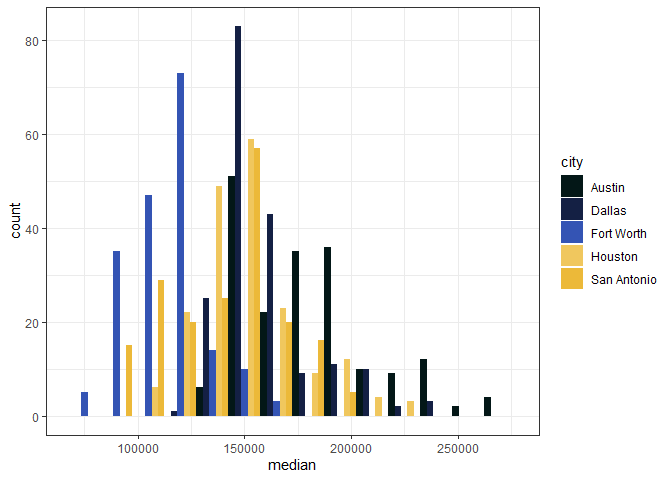 80
60
40
20
0
count
100000 150000 200000 250000
median
city
Austin
Dallas
Fort Worth
Houston
San Antonio